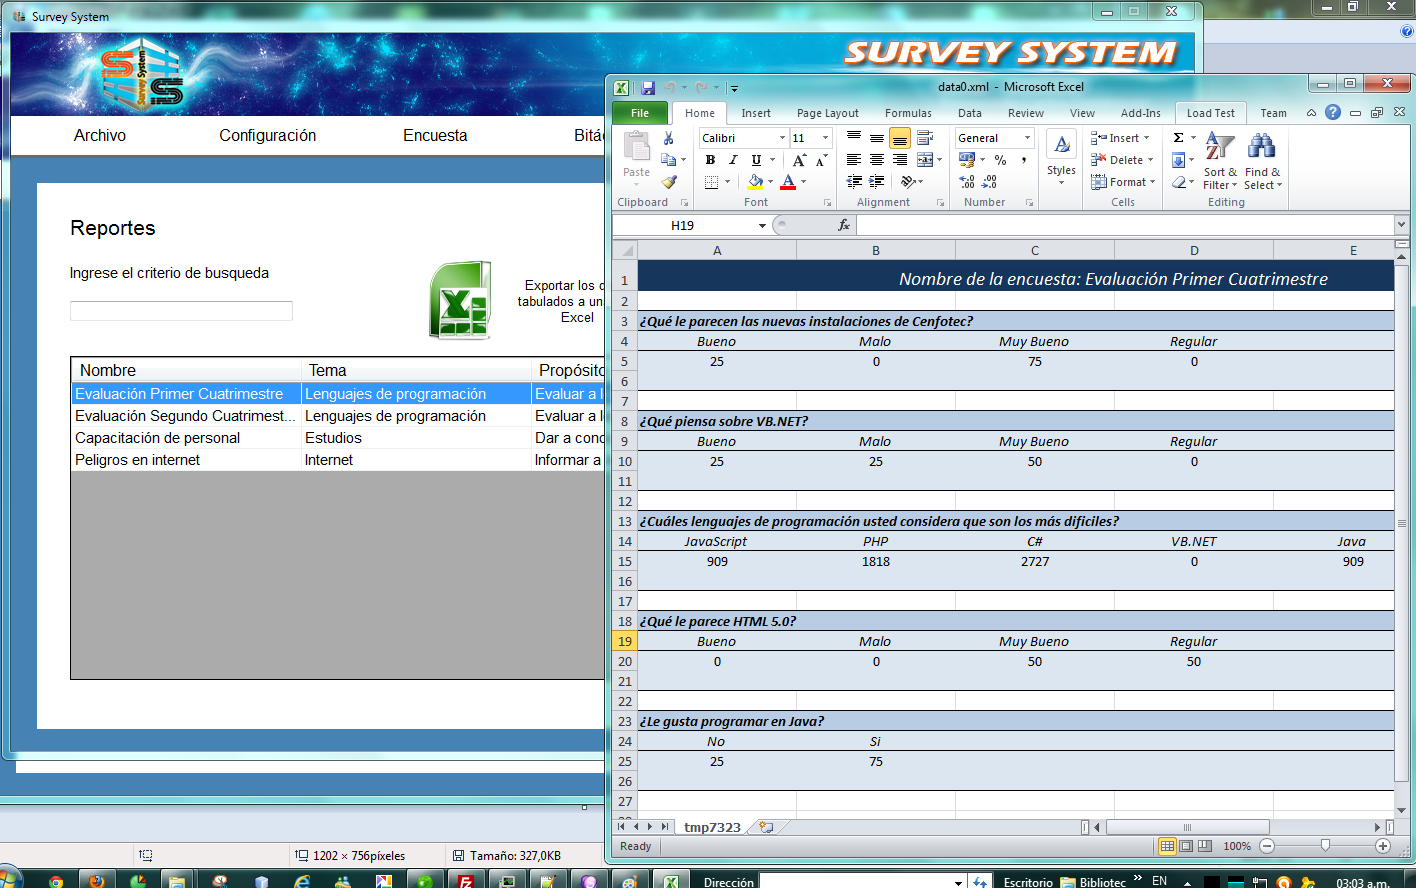 Survey System
SURVEY SYSTEM
Survey System
Archivo Configuración Encuesta Bitác
Reportes
Ingrese el criterio de busqueda
Exportar los d
tabulados a un
Excel
Nombre Tema Propósito
Evaluación Primer Cuatrimestre Lenguajes de programación Evaluar a l
Evaluación Segundo Cuatrimest... Lenguajes de programación Evaluar a l
Capacitación de personal Estudios Dar a cono
Peligros en internet Internet Informar a
data0.xml - Microsoft Excel
File Home Insert Page Layout Formulas Data Review View Add-Ins Load Test Team
Calibri 11 General Insert Σ
B I U A A % , Delete
Paste Styles Format Sort & Filter Find & Select
Clipboard Font Alignment Number Cells Editing
H19 fx
A B C D E
1 Nombre de la encuesta: Evaluación Primer Cuatrimestre
2
3 ¿Qué le parecen las nuevas instalaciones de Cenfotec?
4 Bueno Malo Muy Bueno Regular
5 25 0 75 0
6
7
8 ¿Qué piensa sobre VB.NET?
9 Bueno Malo Muy Bueno Regular
10 25 25 50 0
11
12
13 ¿Cuáles lenguajes de programación usted considera que son los más dificiles?
14 JavaScript PHP C# VB.NET Java
15 909 1818 2727 0 909
16
17
18 ¿Qué le parece HTML 5.0?
19 Bueno Malo Muy Bueno Regular
20 0 0 50 50
21
22
23 ¿Le gusta programar en Java?
24 No Si
25 25 75
26
27
tmp7323
Ready 100%
1202 × 756píxeles Tamaño: 327,0KB
Dirección Escritorio Bibliotec » EN 03:03 a.m.